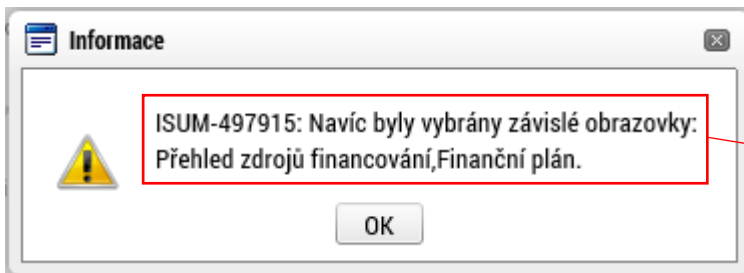 Informace
ISUM-497915: Navíc byly vybrány závislé obrazovky:
Přehled zdrojů financování,Finanční plán.
OK